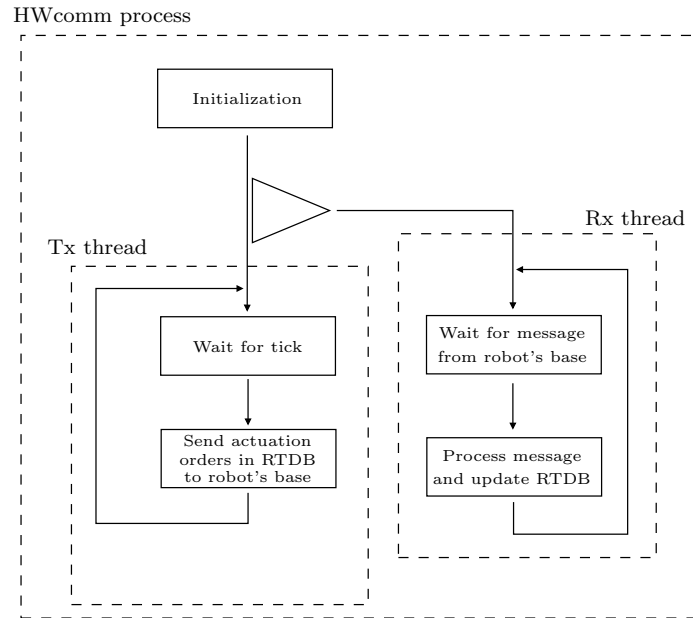 HWcomm process
Initialization
Rx thread
Tx thread
Wait for tick
Send actuation
orders in RTDB
to robot's base
Wait for message
from robot's base
Process message
and update RTDB